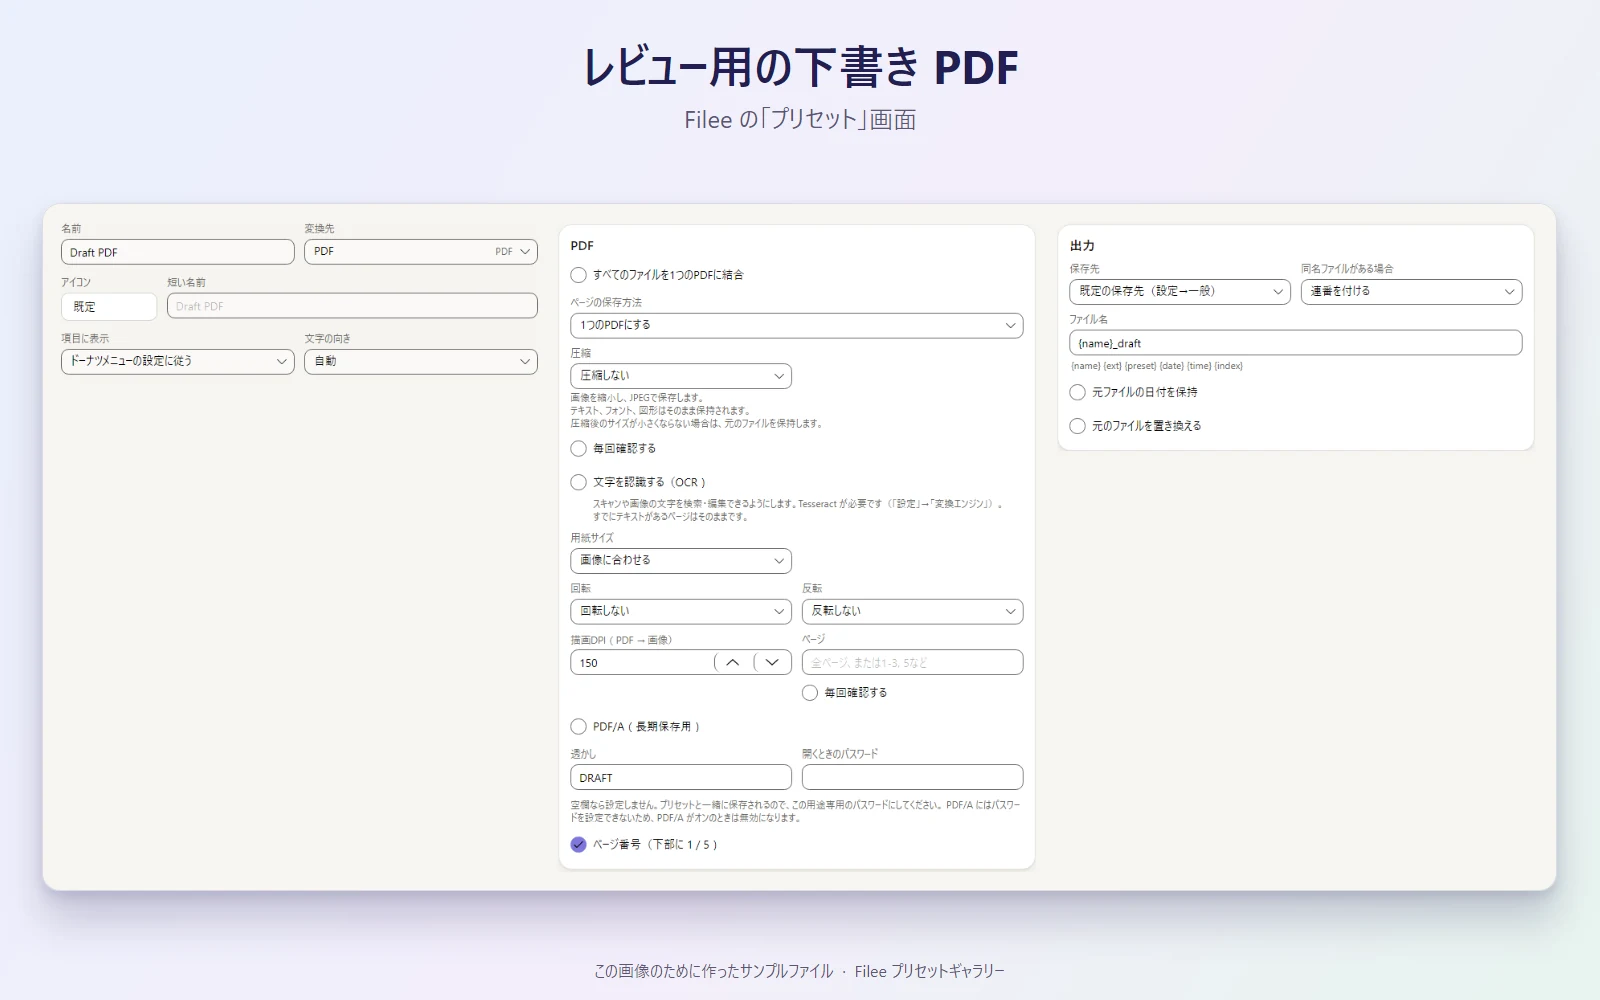 レビュー用の下書き PDF
Filee の「プリセット」画面
名前
Draft PDF
変換先
PDF PDF
アイコン
既定
短い名前
Draft PDF
項目に表示
ドーナツメニューの設定に従う
文字の向き
自動
PDF
すべてのファイルを1つのPDFに結合
ページの保存方法
1つのPDFにする
圧縮
圧縮しない
画像を縮小し、JPEGで保存します。
テキスト、フォント、図形はそのまま保持されます。
圧縮後のサイズが小さくならない場合は、元のファイルを保持します。
毎回確認する
文字を認識する（OCR）
スキャンや画像の文字を検索・編集できるようにします。Tesseract が必要です（「設定」→「変換エンジン」）。
すでにテキストがあるページはそのままです。
用紙サイズ
画像に合わせる
回転
回転しない
反転
反転しない
描画DPI（PDF → 画像）
150
ページ
全ページ、または1-3, 5など
毎回確認する
PDF/A（長期保存用）
透かし
DRAFT
開くときのパスワード
空欄なら設定しません。プリセットと一緒に保存されるので、この用途専用のパスワードにしてください。PDF/A にはパスワー
ドを設定できないため、PDF/A がオンのときは無効になります。
ページ番号（下部に 1 / 5）
出力
保存先
既定の保存先（設定→一般）
同名ファイルがある場合
連番を付ける
ファイル名
{name}_draft
{name} {ext} {preset} {date} {time} {index}
元ファイルの日付を保持
元のファイルを置き換える
この画像のために作ったサンプルファイル · Filee プリセットギャラリー